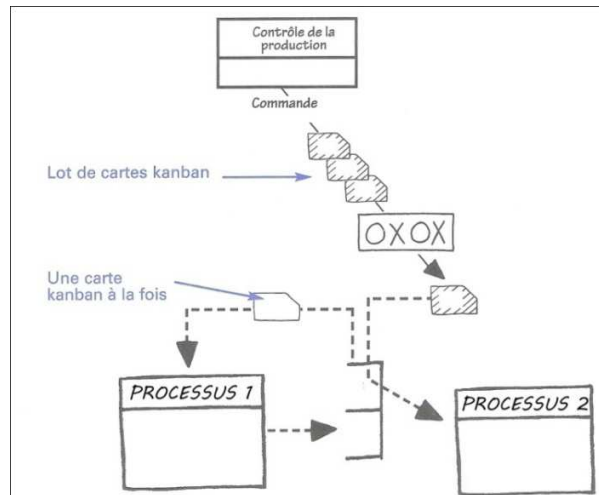 Contrôle de la
production
Commande
Lot de cartes kanban
OXOX
Une carte
kanban à la fois
PROCESSUS 1
PROCESSUS 2